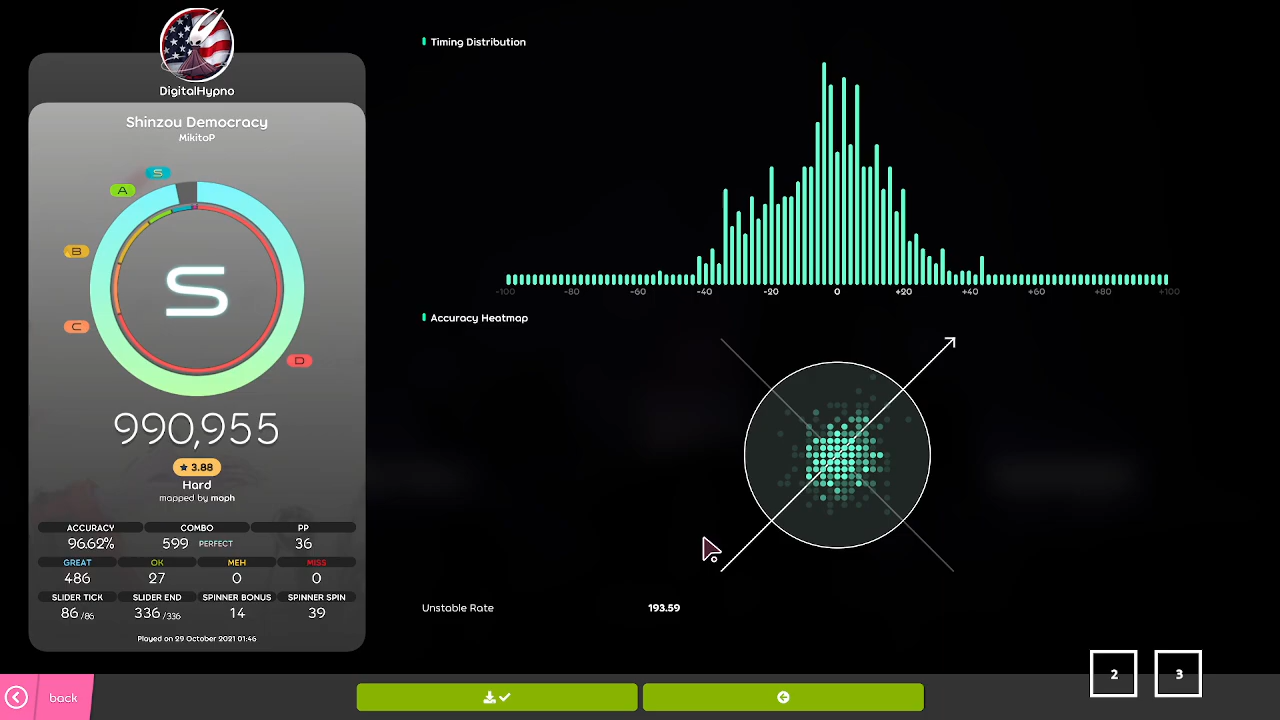 DigitalHypno
Shinzou Democracy
MikitoP
S
A
B
C
D
S
990,955
★ 3.88
Hard
mapped by moph
ACCURACY COMBO PP
96.62% 599 PERFECT 36
GREAT OK MEH MISS
486 27 0 0
SLIDER TICK SLIDER END SPINNER BONUS SPINNER SPIN
86/86 336/336 14 39
Played on 29 October 2021 01:46
Timing Distribution
-100 -80 -60 -40 -20 0 +20 +40 +60 +80 +100
Accuracy Heatmap
Unstable Rate 193.59
2 3
back